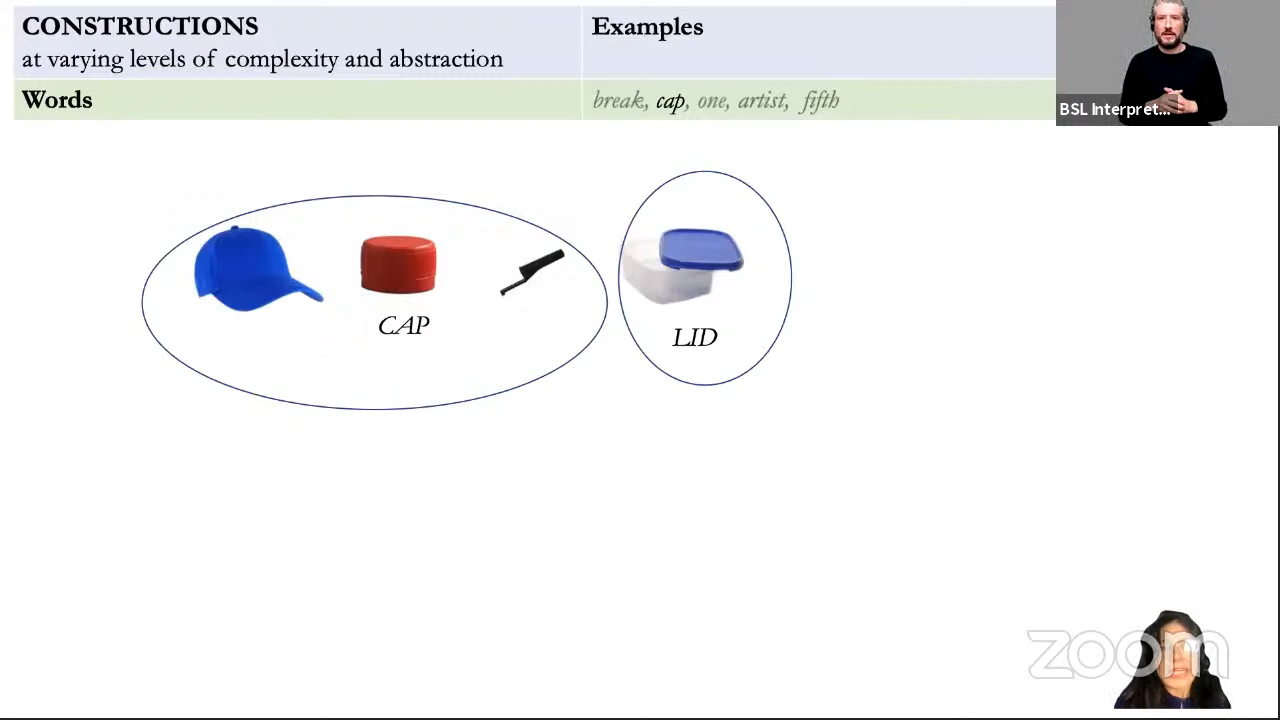 CONSTRUCTIONS
at varying levels of complexity and abstraction
Examples
Words
break, cap, one, artist, fifth
BSL Interpret...
CAP
LID
zoom